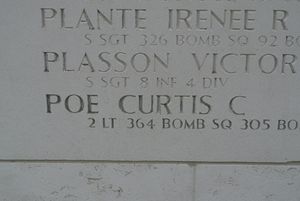 PLANTE IRENEE R
S SGT 326 BOMB SQ 92 BO
PLASSON VICTOR
S SGT 8 INF 4 DIV
POE CURTIS C
2 LT 364 BOMB SQ 305 BO